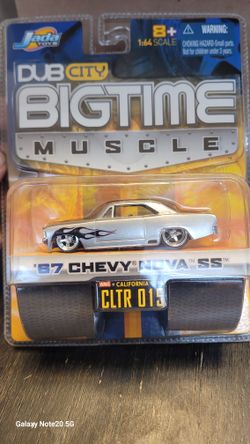 Jada
TOYS
8+
1:64 SCALE
WARNING:
CHOKING HAZARD-Small parts.
Not for children under 3 years.
DUB CITY
BIGTIME
MUSCLE
'67 CHEVY NOVA SS
CALIFORNIA
CLTR 015
Galaxy Note20 5G